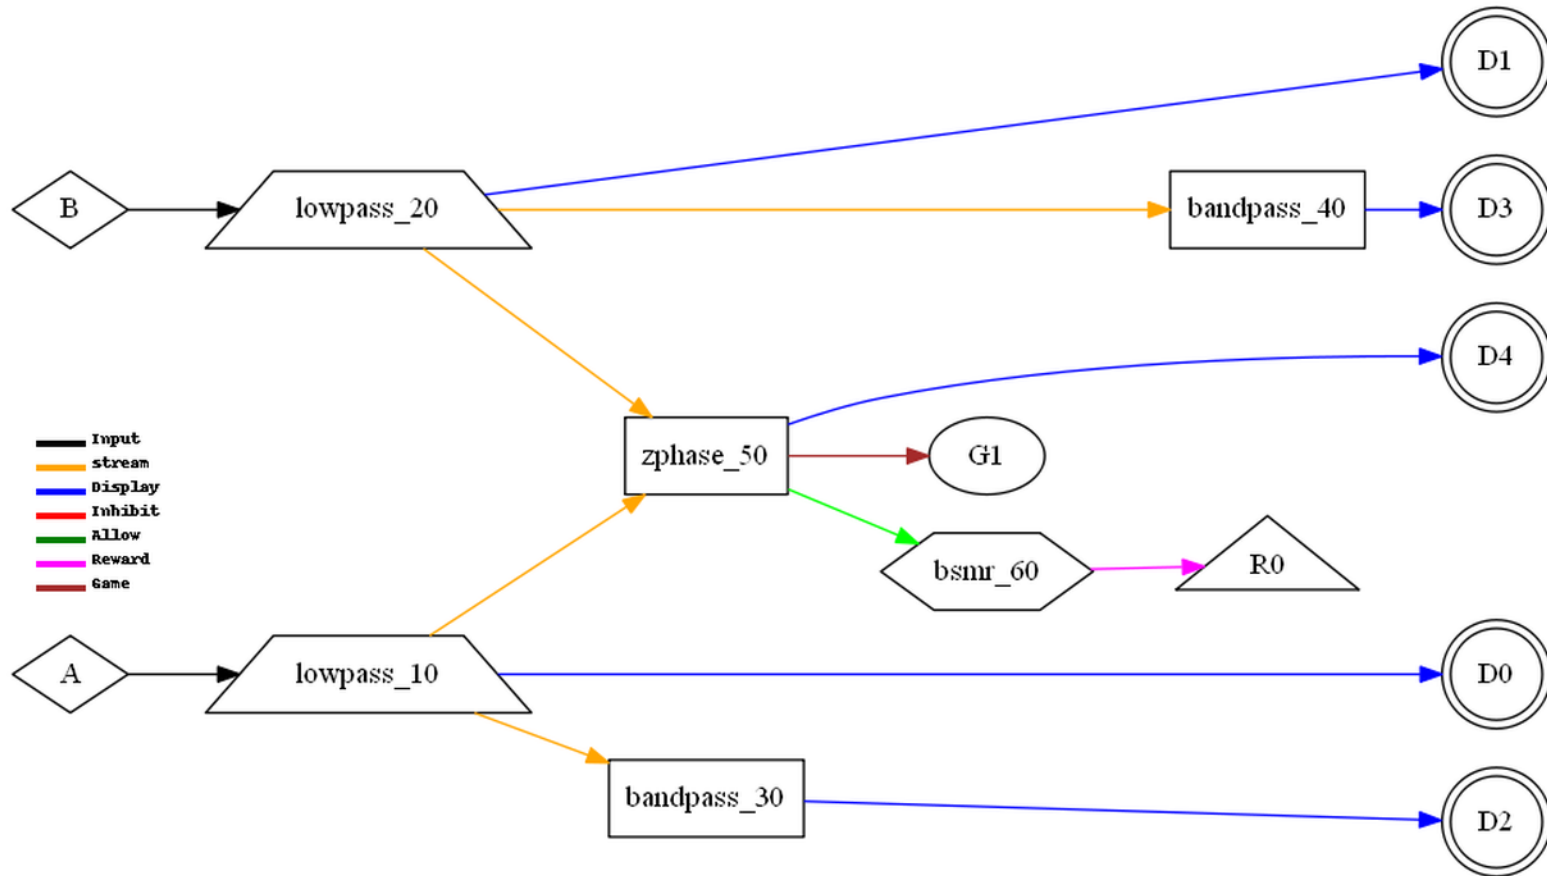 D1
B
lowpass_20
bandpass_40
D3
D4
zphase_50
G1
Input
stream
Display
Inhibit
Allow
Reward
Game
bsmr_60
R0
A
lowpass_10
D0
bandpass_30
D2